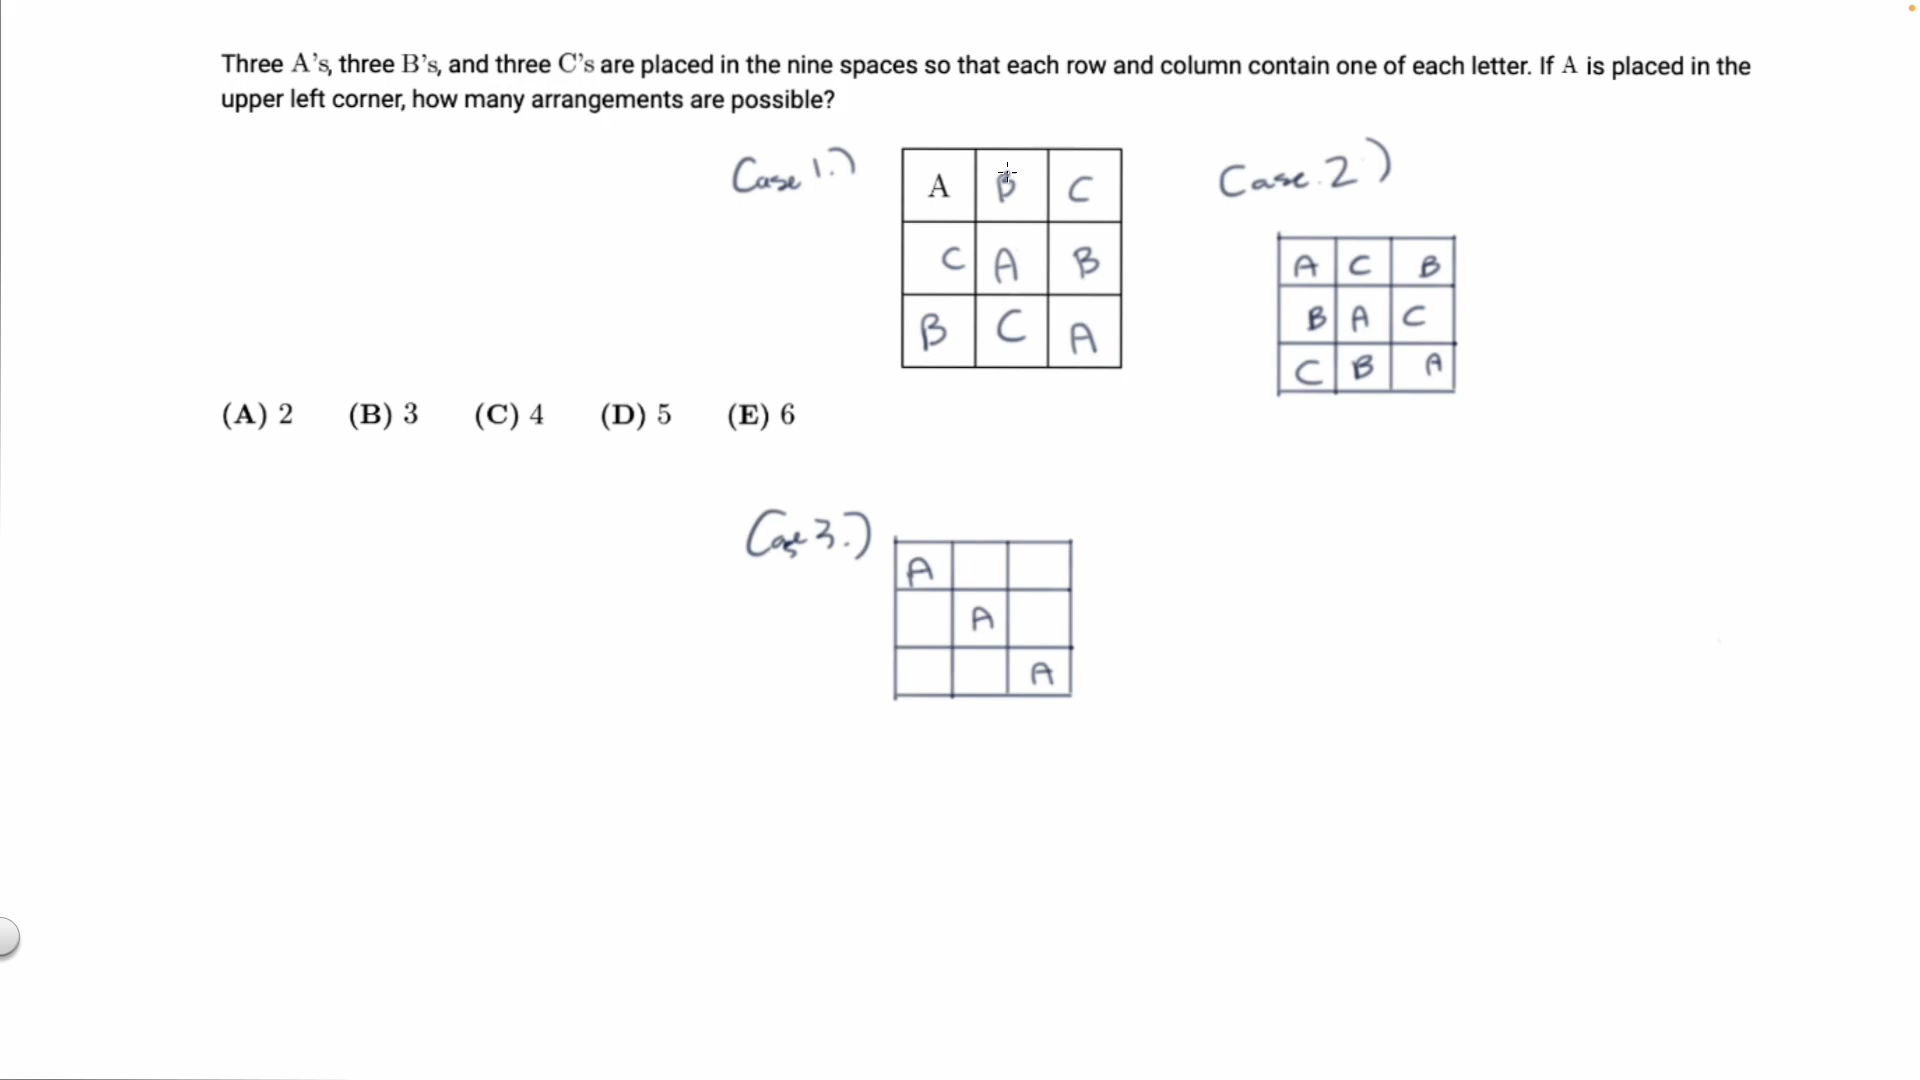 Three A's, three B's, and three C's are placed in the nine spaces so that each row and column contain one of each letter. If A is placed in the
upper left corner, how many arrangements are possible?
Case 1.)
A B C
C A B
B C A
Case 2)
A C B
B A C
C B A
(A) 2 (B) 3 (C) 4 (D) 5 (E) 6
Case 3.)
A
A
A